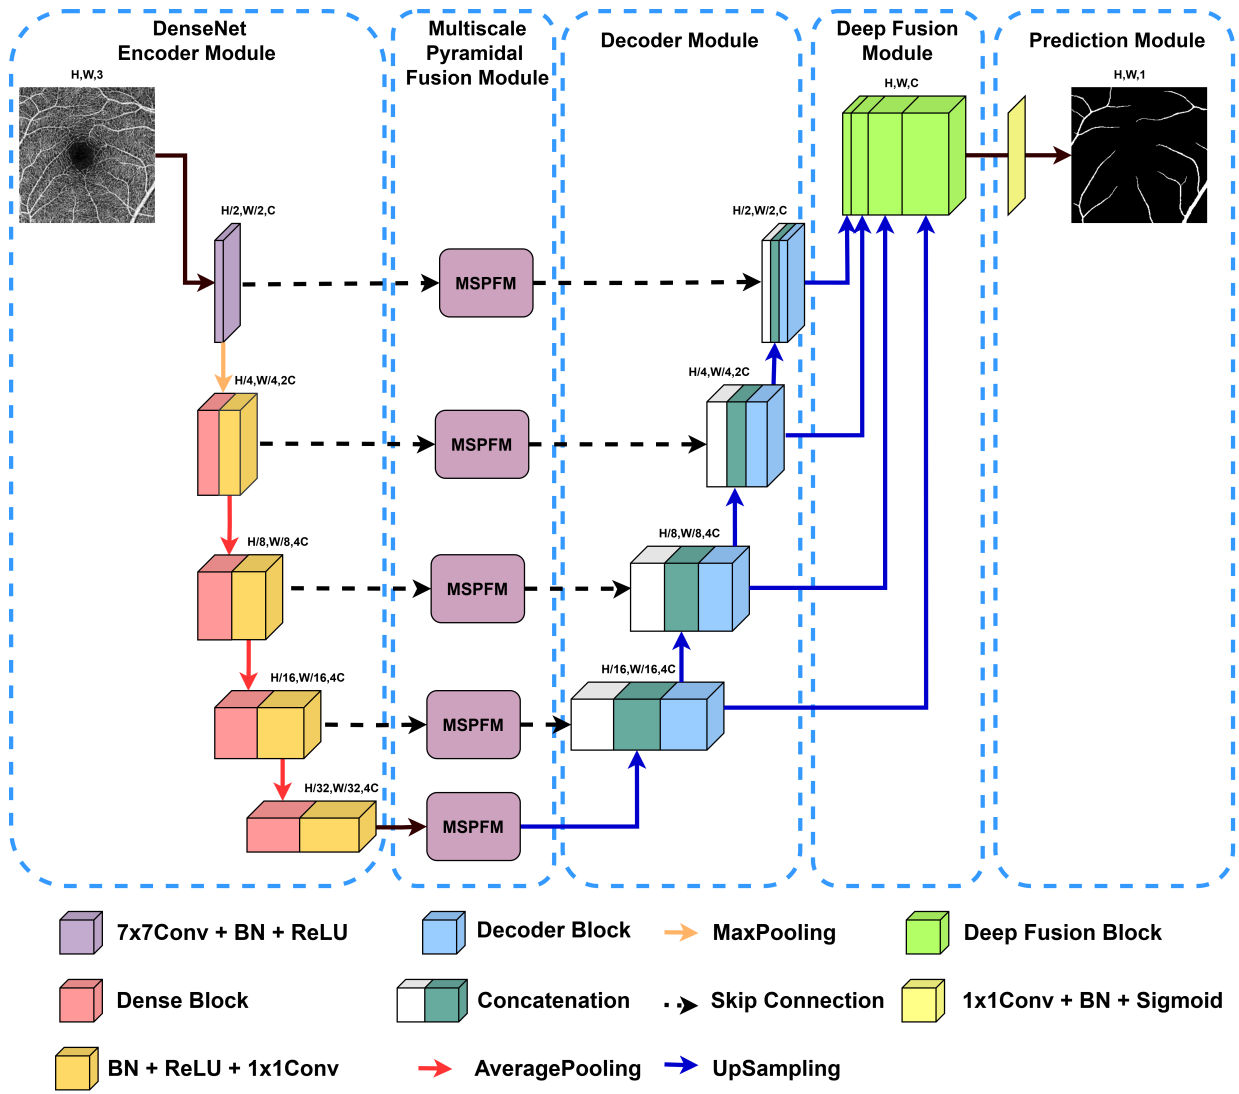 DenseNet
Encoder Module
Multiscale
Pyramidal
Fusion Module
Decoder Module
Deep Fusion
Module
Prediction Module
H,W,3
H,W,C
H,W,1
H/2,W/2,C
H/2,W/2,C
MSPFM
H/4,W/4,2C
H/4,W/4,2C
MSPFM
H/8,W/8,4C
H/8,W/8,4C
MSPFM
H/16,W/16,4C
H/16,W/16,4C
MSPFM
H/32,W/32,4C
MSPFM
7x7Conv + BN + ReLU
Decoder Block
MaxPooling
Deep Fusion Block
Dense Block
Concatenation
Skip Connection
1x1Conv + BN + Sigmoid
BN + ReLU + 1x1Conv
AveragePooling
UpSampling